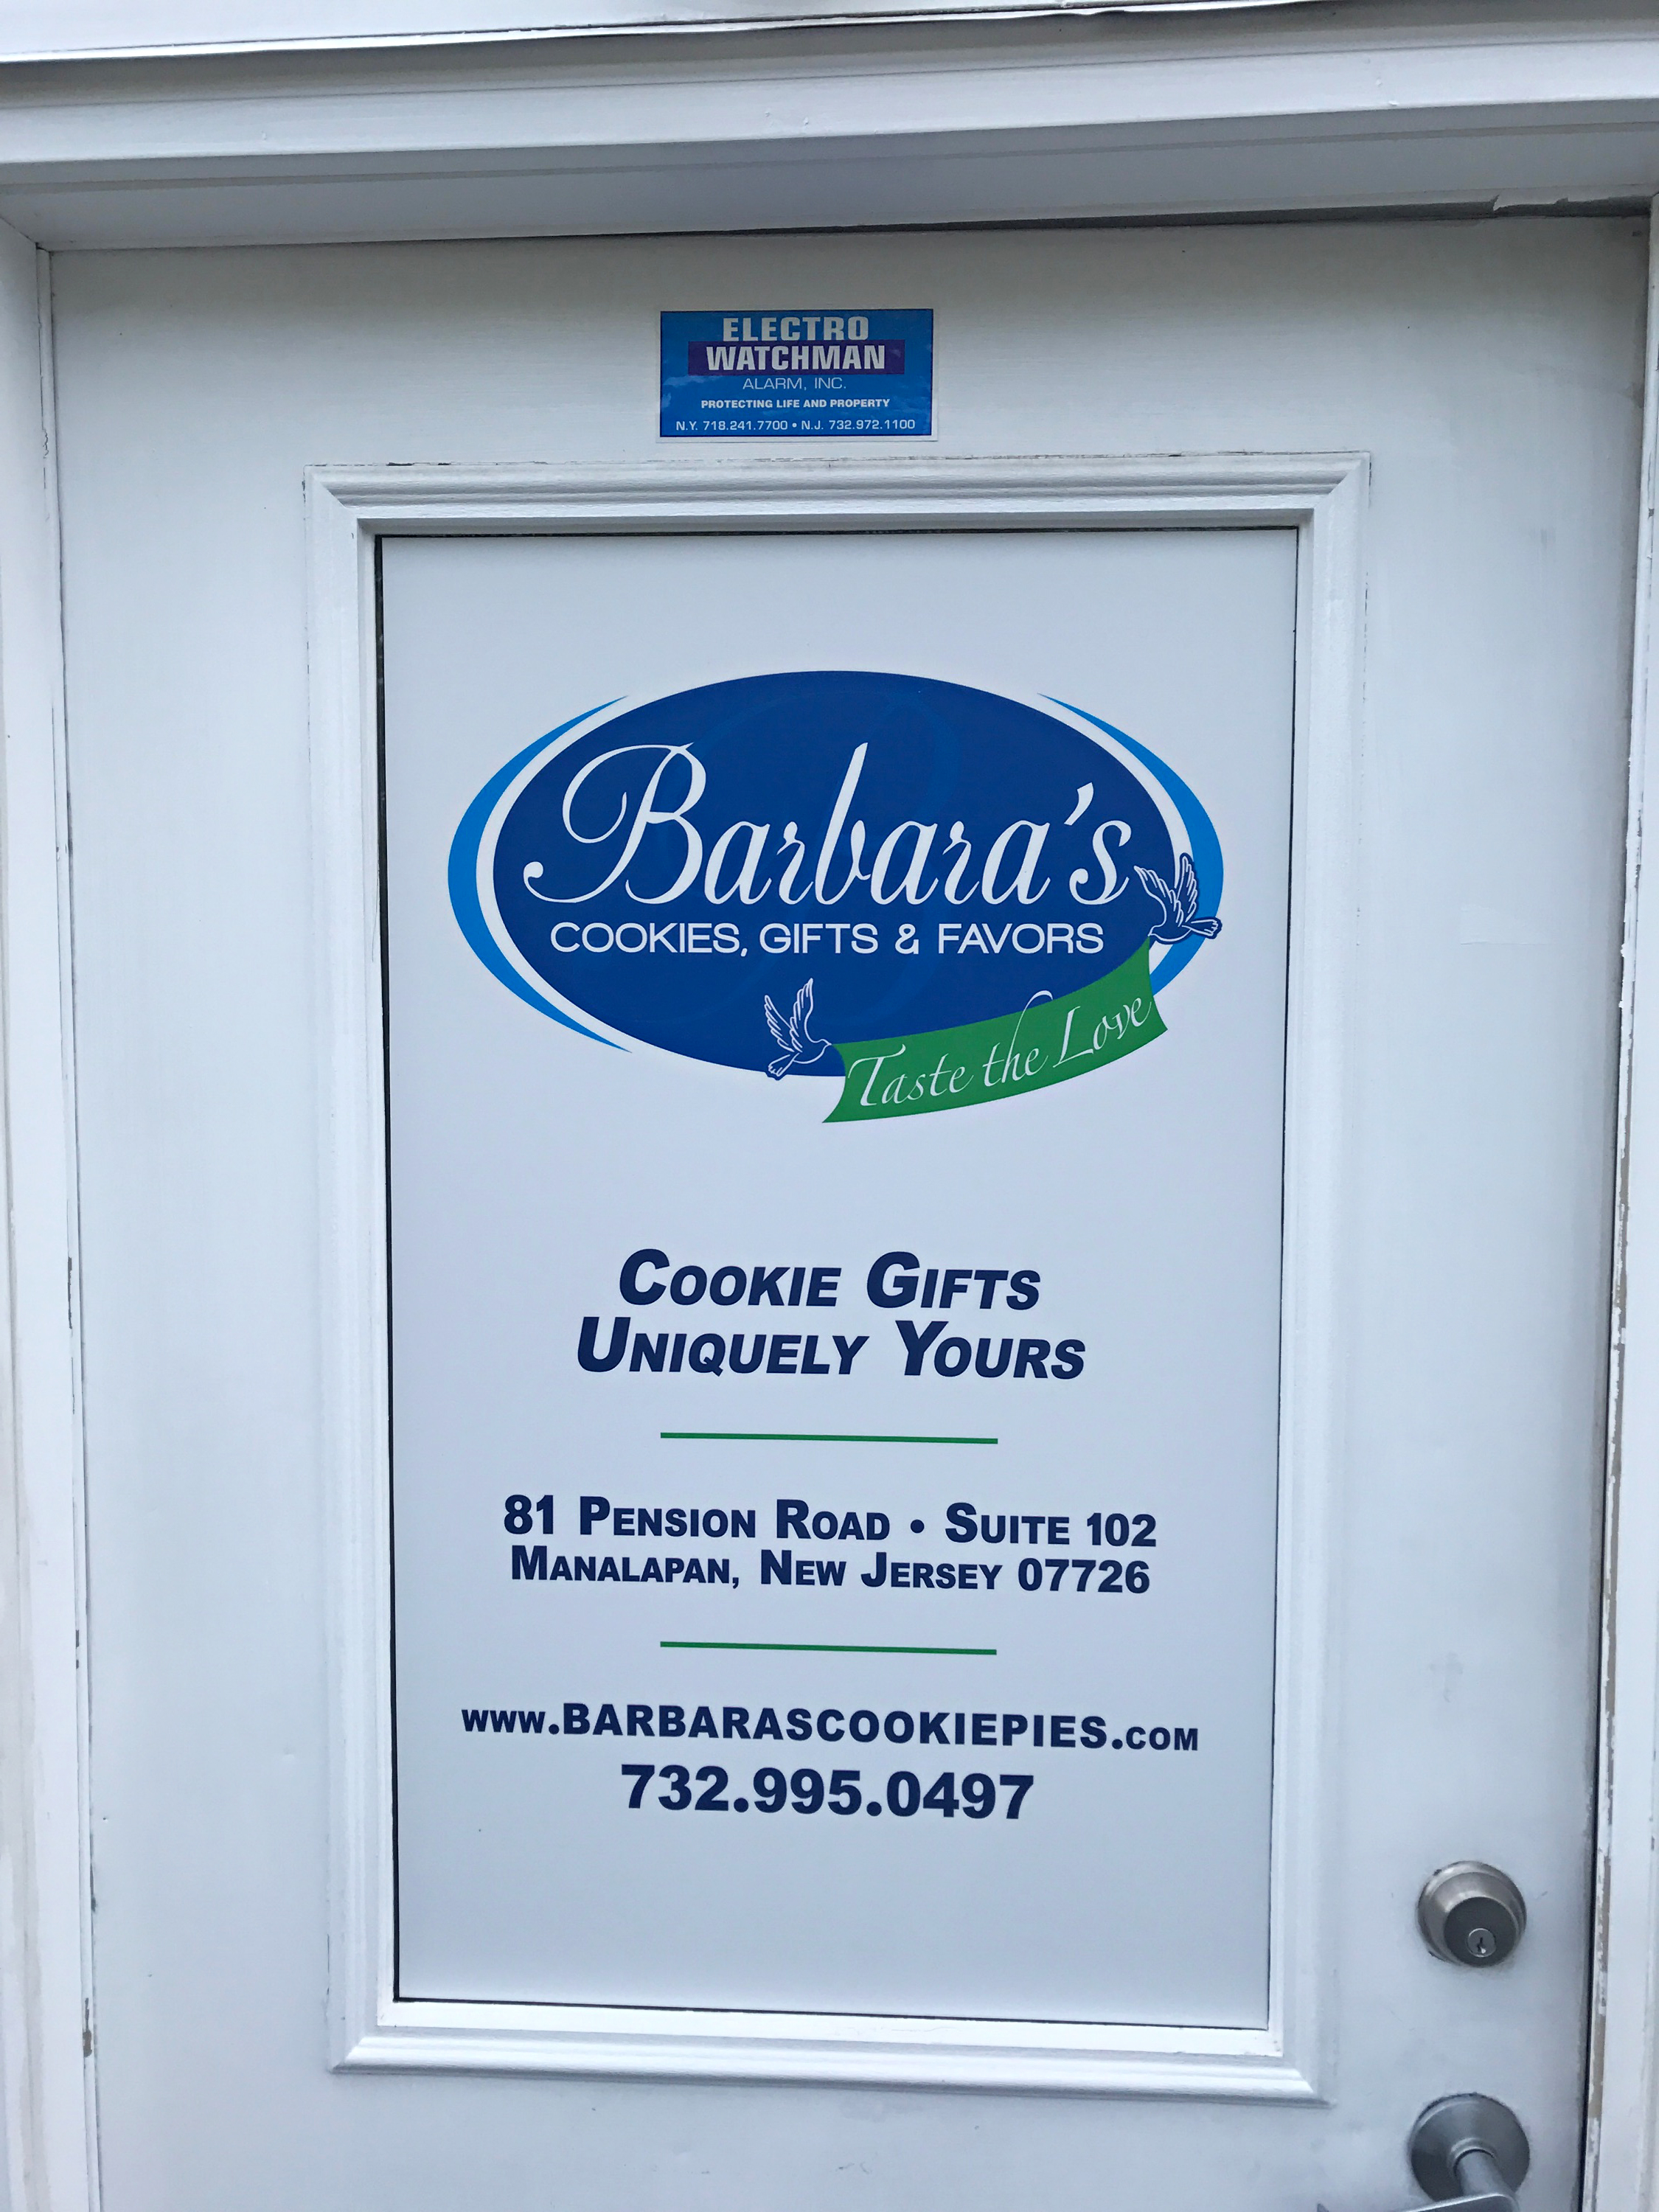 ELECTRO
WATCHMAN
ALARM, INC.
PROTECTING LIFE AND PROPERTY
N.Y. 718.241.7700 • N.J. 732.972.1100
Barbara's
COOKIES, GIFTS & FAVORS
Taste the Love
COOKIE GIFTS
UNIQUELY YOURS
81 PENSION ROAD • SUITE 102
MANALAPAN, NEW JERSEY 07726
WWW.BARBARASCOOKIEPIES.COM
732.995.0497